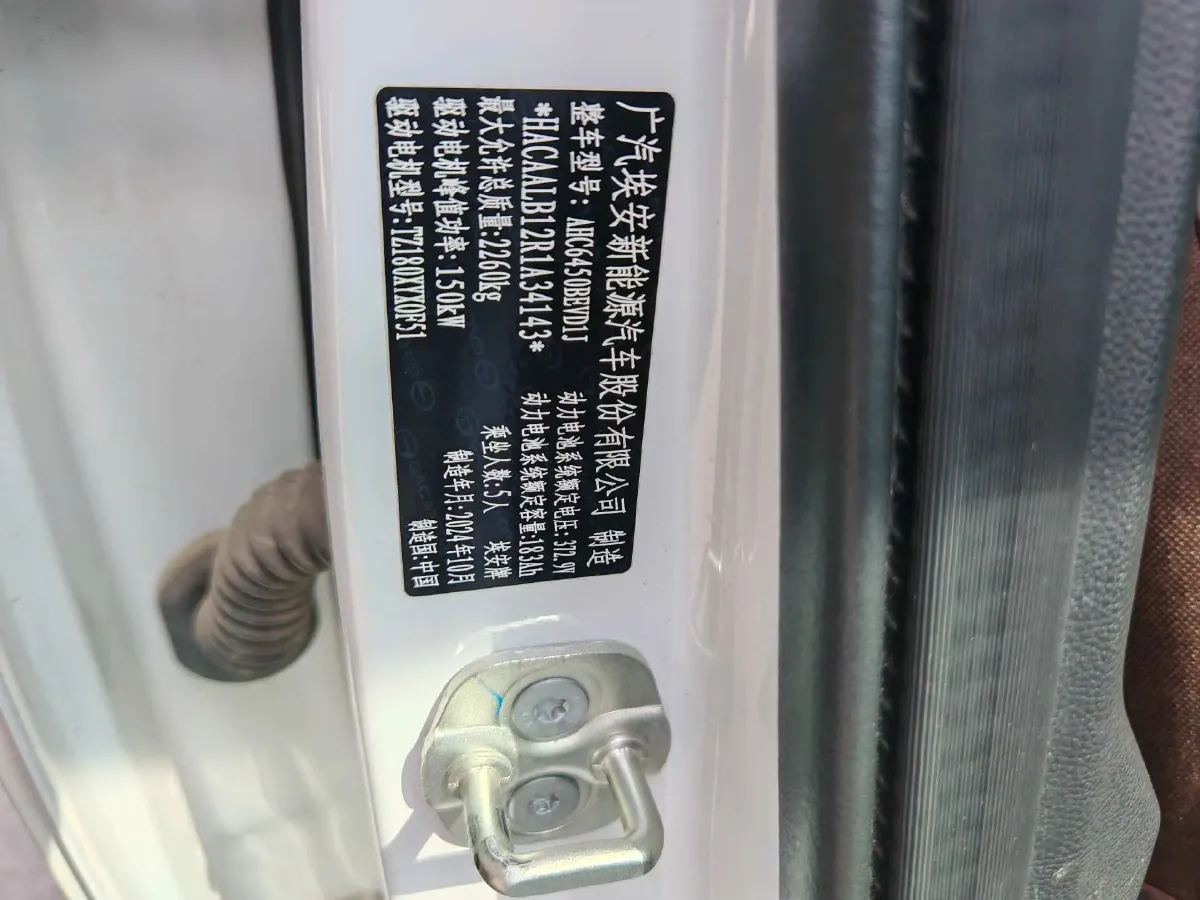 广汽埃安新能源汽车股份有限公司 制造
整车型号: AHC6450BEVD1J 动力电池系统额定电压:372.9V
*HACAALB12R1A34143* 动力电池系统额定容量:183Ah
最大允许总质量:2260kg 乘坐人数:5人 埃安牌
驱动电机峰值功率:150kW 制造年月:2024年10月
驱动电机型号:TZ180XYX0F51 制造国:中国